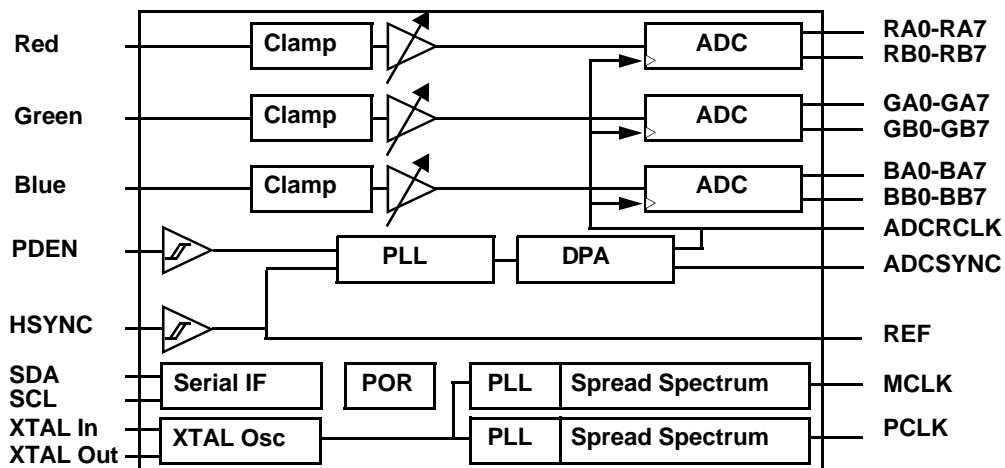 Red
Clamp
ADC
RA0-RA7
RB0-RB7
Green
Clamp
ADC
GA0-GA7
GB0-GB7
Blue
Clamp
ADC
BA0-BA7
BB0-BB7
ADCRCLK
PDEN
PLL
DPA
ADCSYNC
HSYNC
REF
SDA
SCL
Serial IF
POR
PLL
Spread Spectrum
MCLK
XTAL In
XTAL Out
XTAL Osc
PLL
Spread Spectrum
PCLK